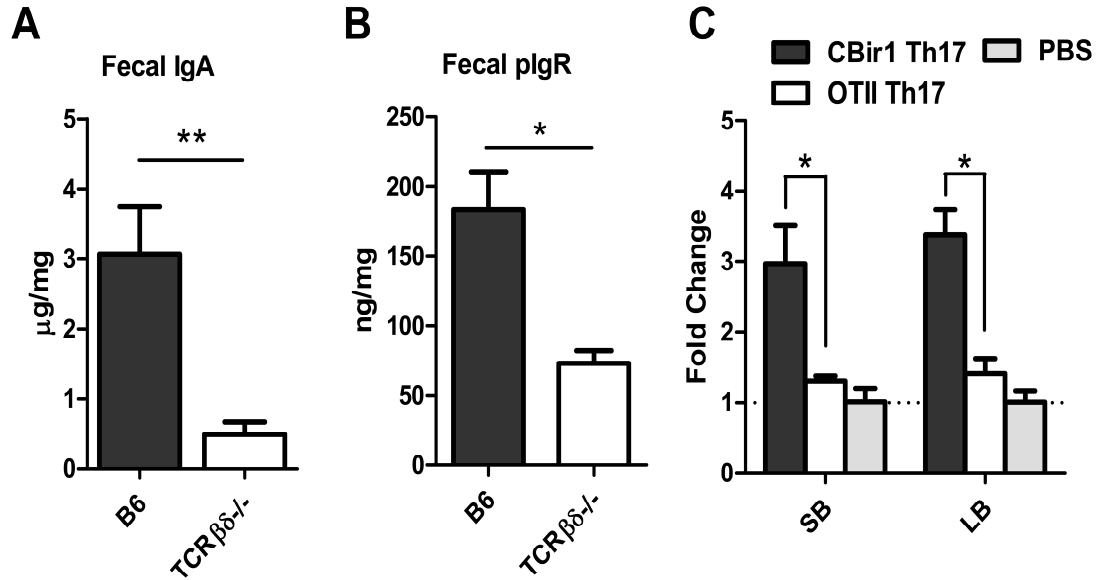 A
Fecal IgA
µg/mg
5
4
3
2
1
0
**
B6
TCRβδ-/-
B
Fecal pIgR
ng/mg
250
200
150
100
50
0
*
B6
TCRβδ-/-
C
CBir1 Th17
PBS
OTII Th17
Fold Change
5
4
3
2
1
0
*
*
SB
LB